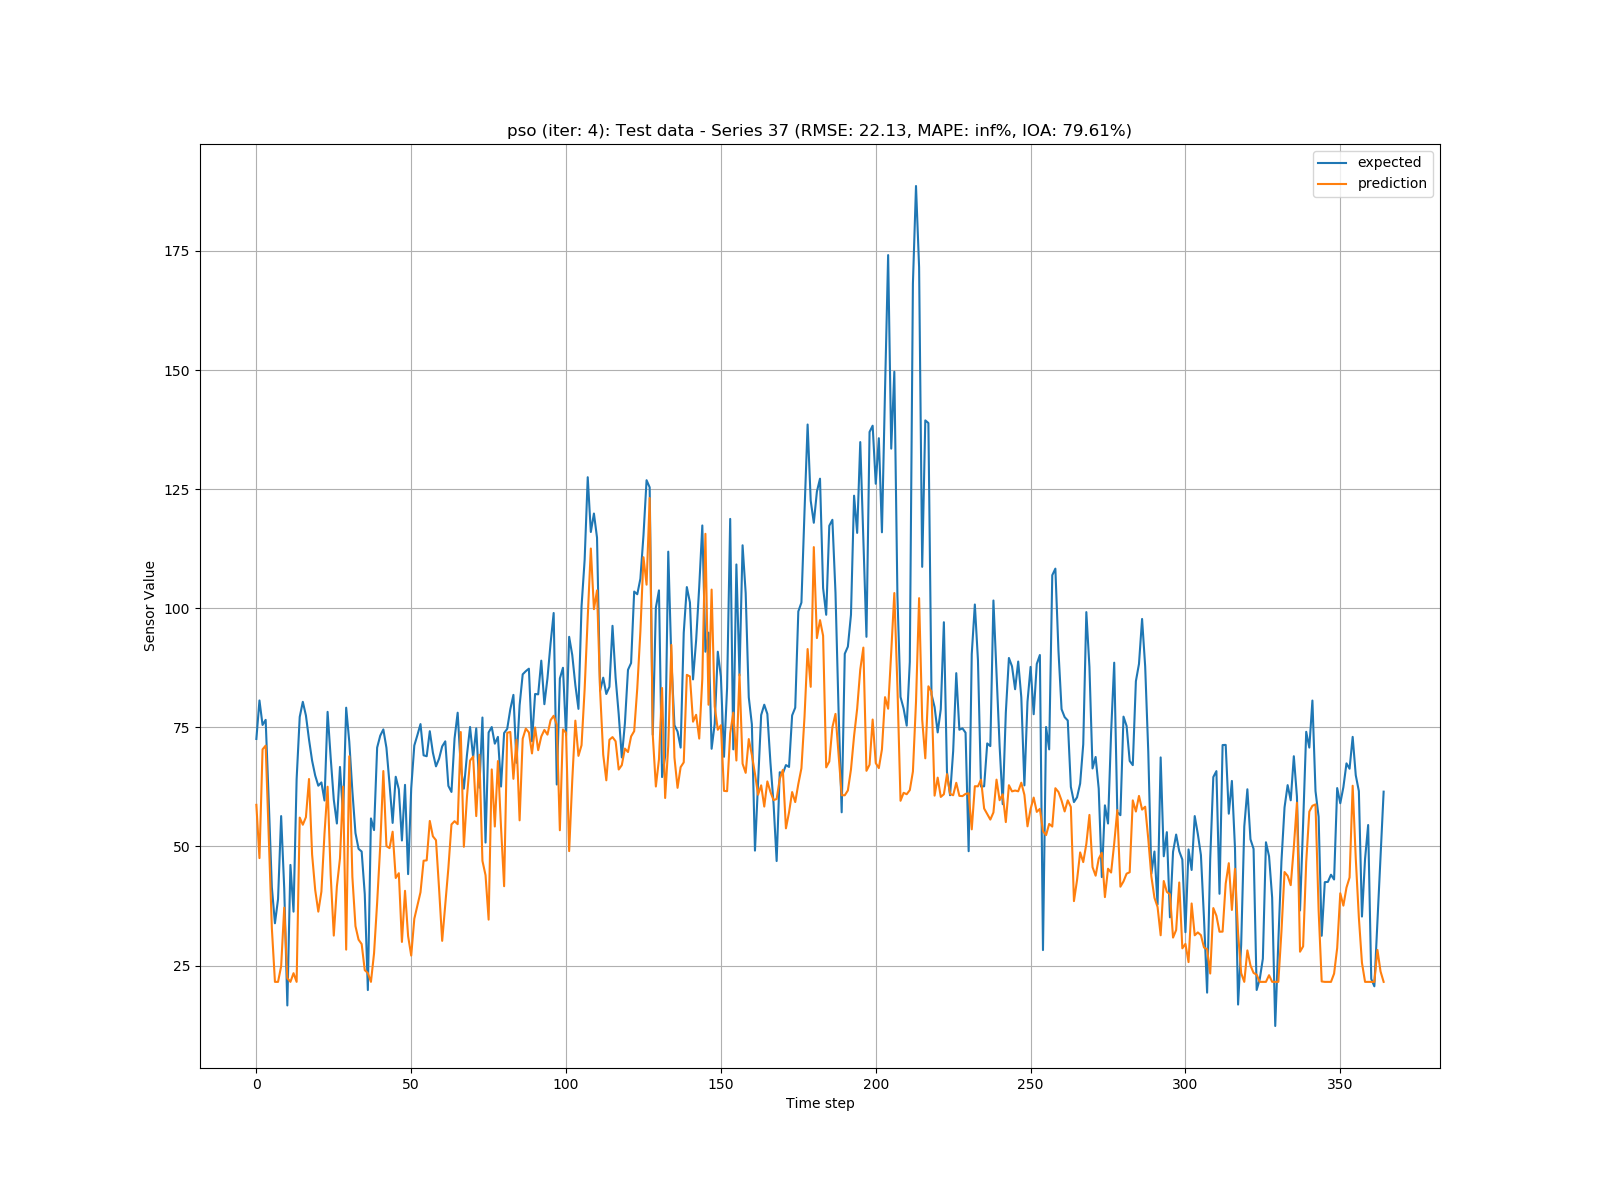 pso (iter: 4): Test data - Series 37 (RMSE: 22.13, MAPE: inf%, IOA: 79.61%)
expected
prediction
175
150
125
100
75
50
25
Sensor Value
0 50 100 150 200 250 300 350
Time step